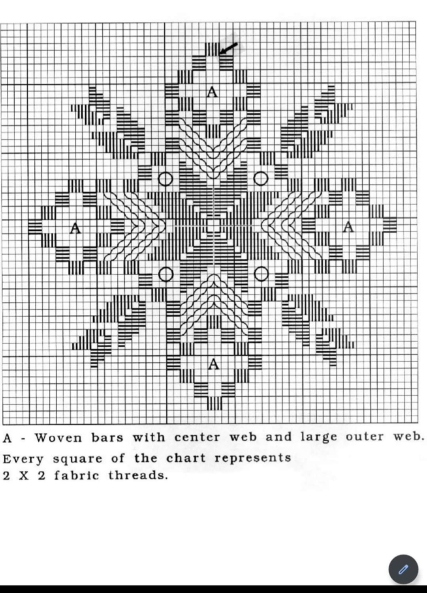 A
A
A
A
A - Woven bars with center web and large outer web.
Every square of the chart represents
2 X 2 fabric threads.